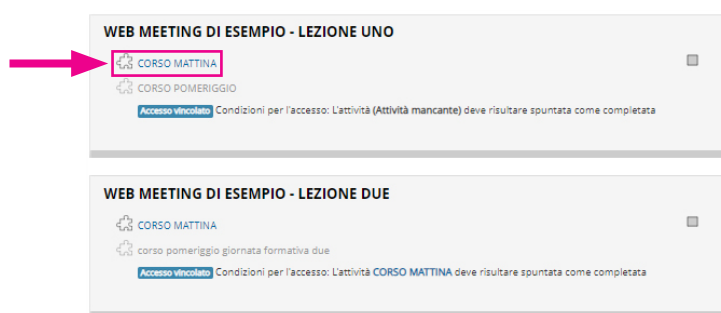 WEB MEETING DI ESEMPIO - LEZIONE UNO
CORSO MATTINA
CORSO POMERIGGIO
Accesso vincolato Condizioni per l'accesso: L'attività (Attività mancante) deve risultare spuntata come completata
WEB MEETING DI ESEMPIO - LEZIONE DUE
CORSO MATTINA
corso pomeriggio giornata formativa due
Accesso vincolato Condizioni per l'accesso: L'attività CORSO MATTINA deve risultare spuntata come completata